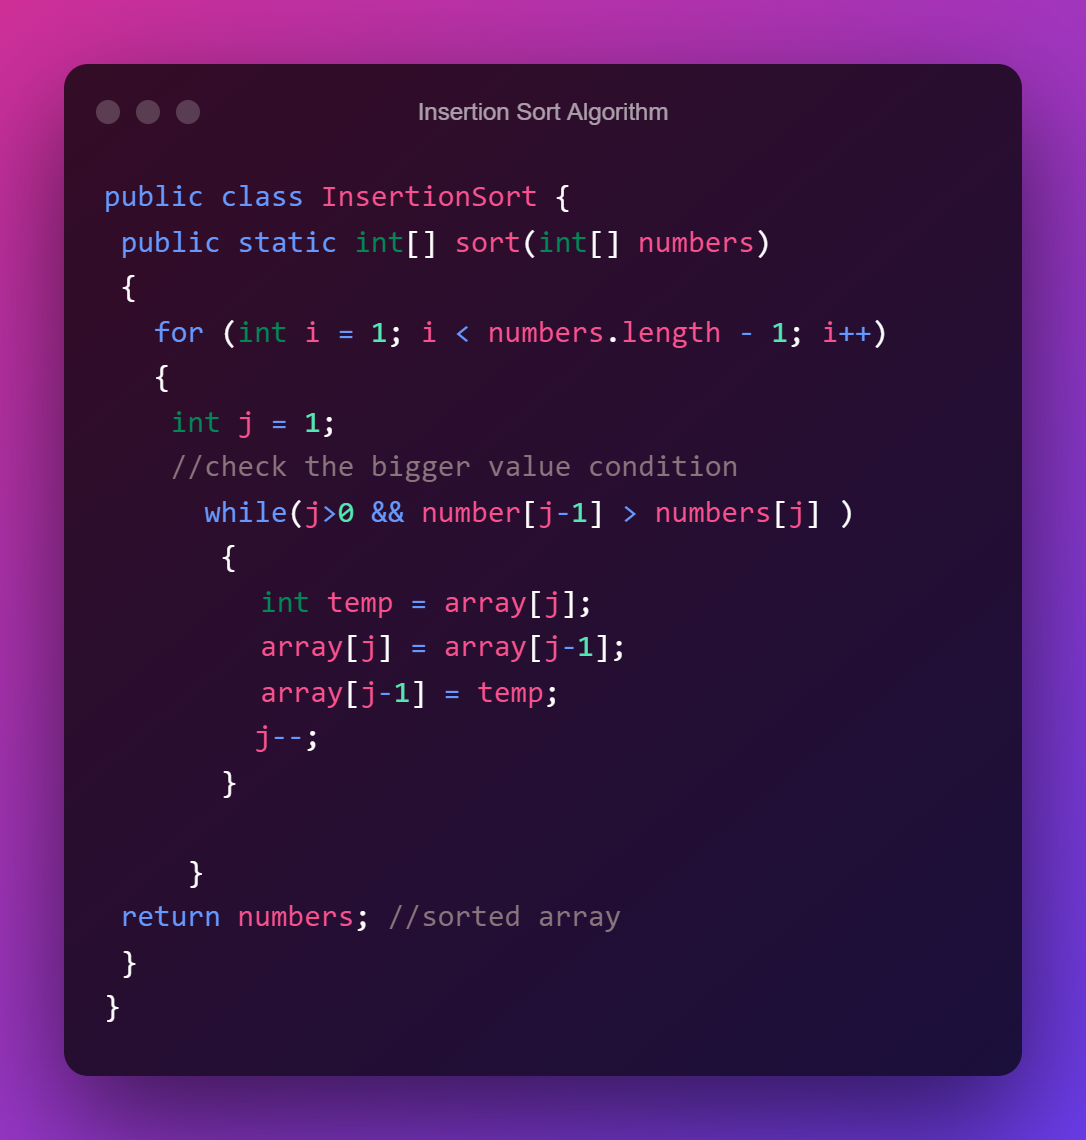 Insertion Sort Algorithm
public class InsertionSort {
public static int[] sort(int[] numbers)
{
for (int i = 1; i < numbers.length - 1; i++)
{
int j = 1;
//check the bigger value condition
while(j>0 && number[j-1] > numbers[j] )
{
int temp = array[j];
array[j] = array[j-1];
array[j-1] = temp;
j--;
}
}
return numbers; //sorted array
}
}